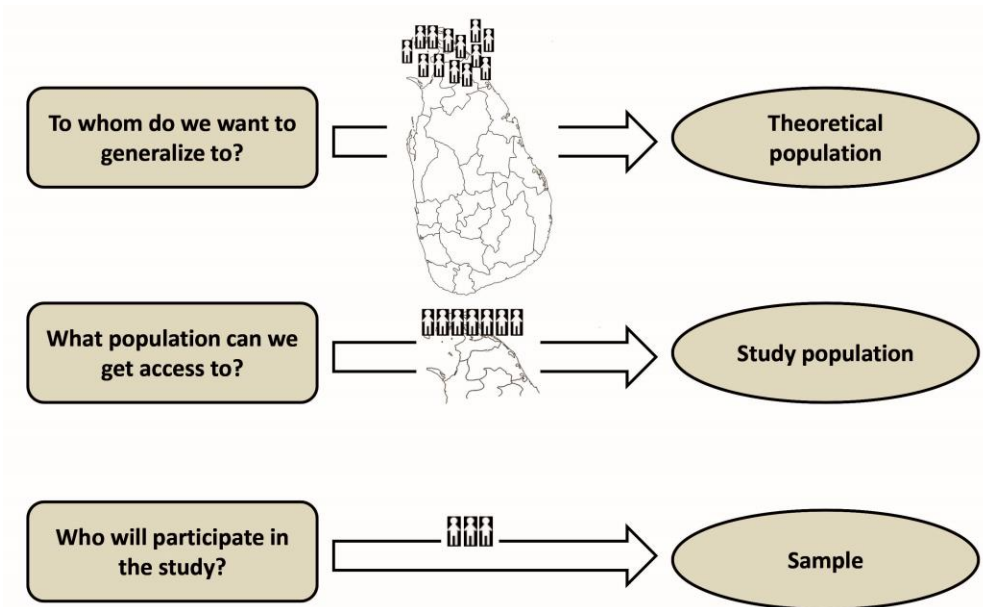 To whom do we want to
generalize to?
Theoretical
population
What population can we
get access to?
Study population
Who will participate in
the study?
Sample